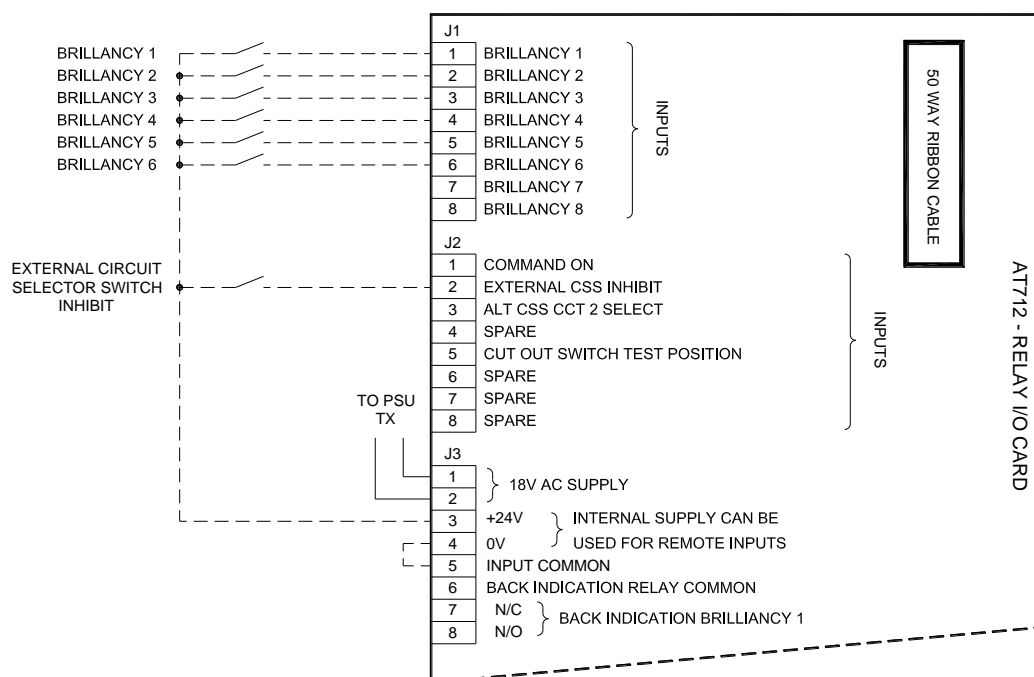 J1
BRILLANCY 1 1 BRILLANCY 1
BRILLANCY 2 2 BRILLANCY 2
BRILLANCY 3 3 BRILLANCY 3
BRILLANCY 4 4 BRILLANCY 4
BRILLANCY 5 5 BRILLANCY 5
BRILLANCY 6 6 BRILLANCY 6
7 BRILLANCY 7
8 BRILLANCY 8
INPUTS
50 WAY RIBBON CABLE
J2
1 COMMAND ON
EXTERNAL CIRCUIT
SELECTOR SWITCH
INHIBIT
2 EXTERNAL CSS INHIBIT
3 ALT CSS CCT 2 SELECT
4 SPARE
5 CUT OUT SWITCH TEST POSITION
6 SPARE
7 SPARE
8 SPARE
INPUTS
AT712 - RELAY I/O CARD
TO PSU
TX
J3
1
2
18V AC SUPPLY
3 +24V INTERNAL SUPPLY CAN BE
4 0V USED FOR REMOTE INPUTS
5 INPUT COMMON
6 BACK INDICATION RELAY COMMON
7 N/C
8 N/O
BACK INDICATION BRILLIANCY 1